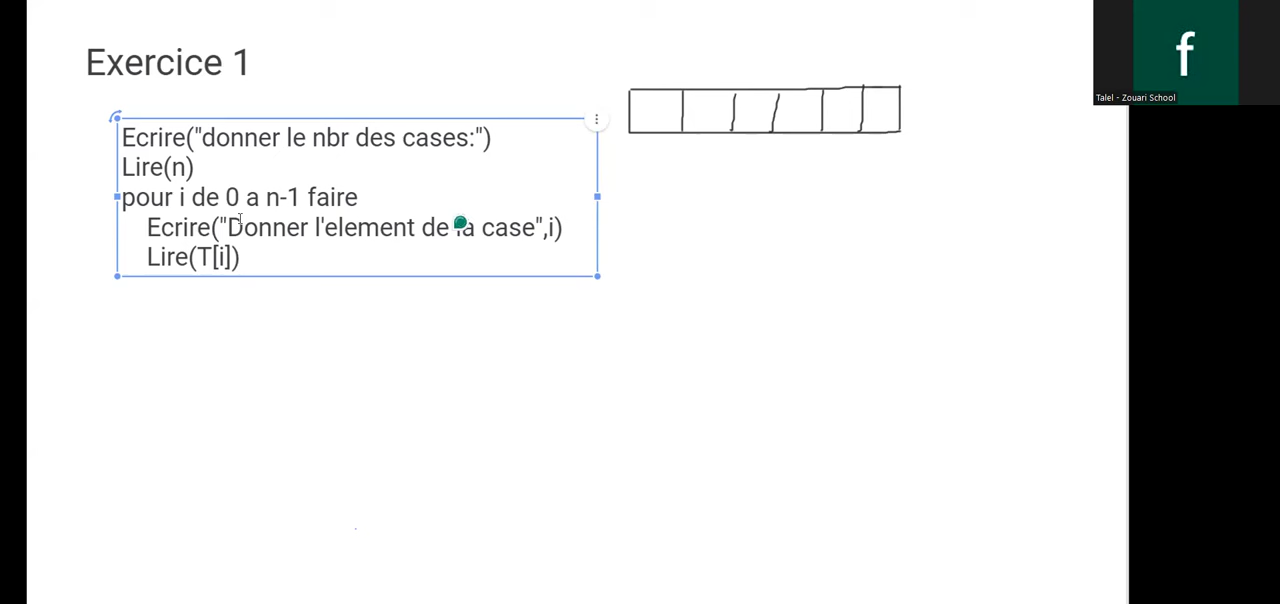 Exercice 1
f
Talel - Zouari School
Ecrire("donner le nbr des cases:")
Lire(n)
pour i de 0 a n-1 faire
Ecrire("Donner l'element de la case",i)
Lire(T[i])